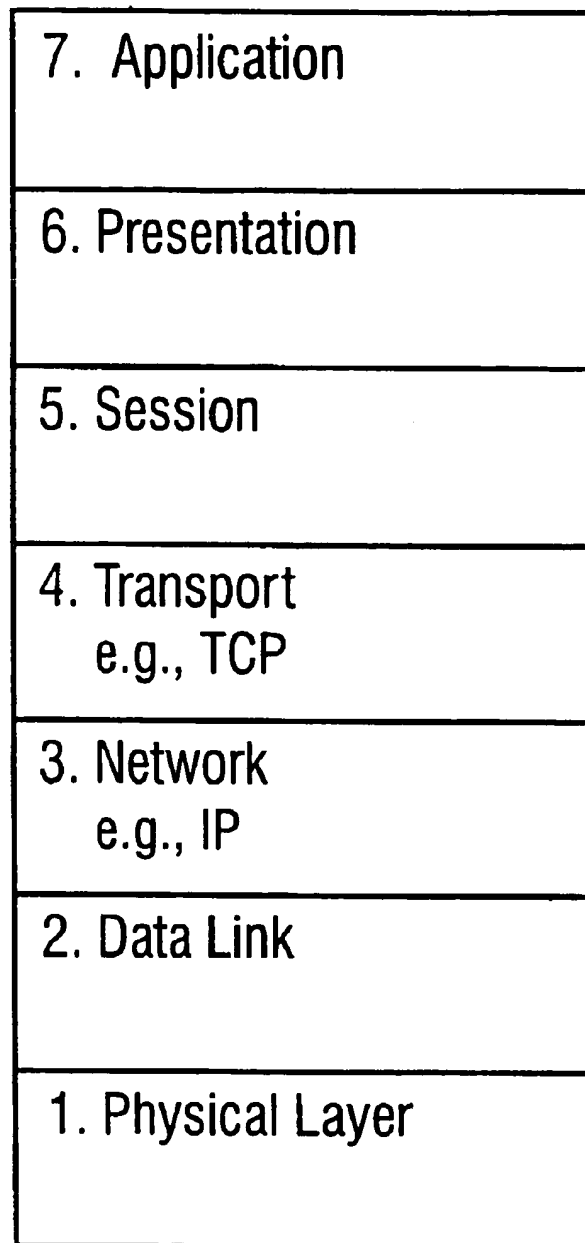 7. Application
6. Presentation
5. Session
4. Transport
e.g., TCP
3. Network
e.g., IP
2. Data Link
1. Physical Layer